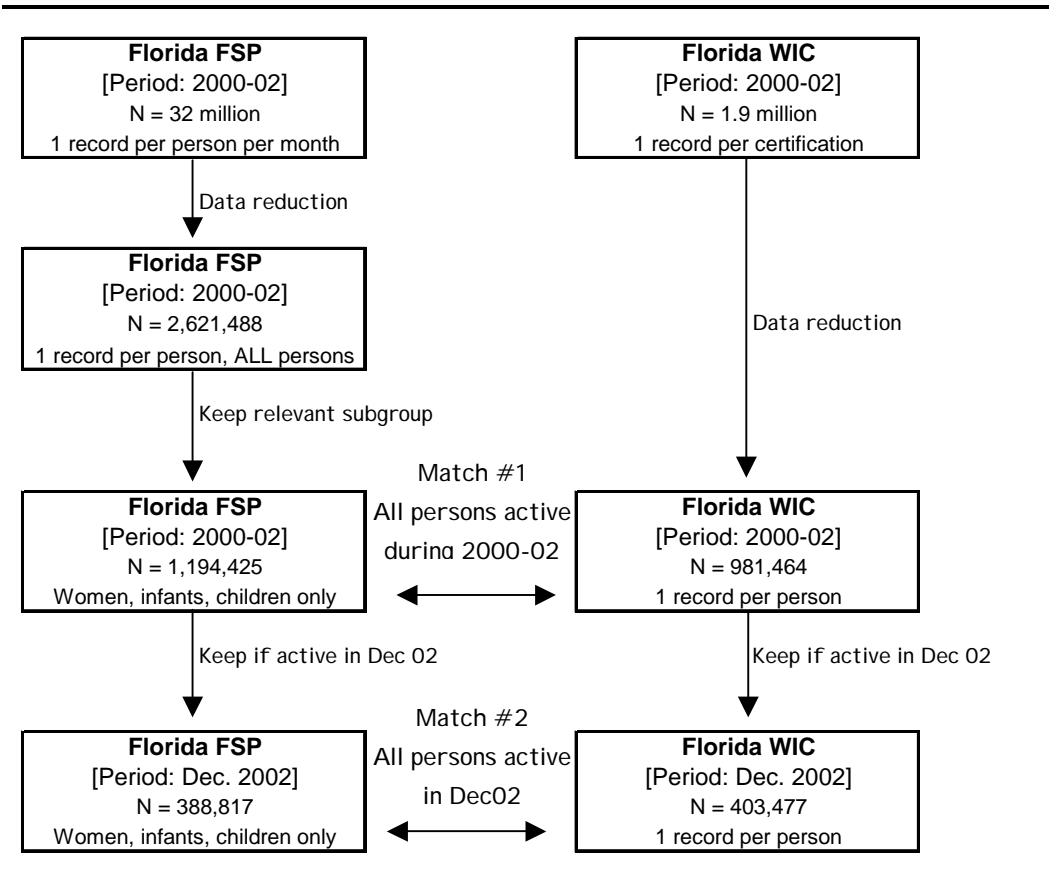 Florida FSP
[Period: 2000-02]
N = 32 million
1 record per person per month
Florida WIC
[Period: 2000-02]
N = 1.9 million
1 record per certification
Data reduction
Florida FSP
[Period: 2000-02]
N = 2,621,488
1 record per person, ALL persons
Data reduction
Keep relevant subgroup
Match #1
All persons active
during 2000-02
Florida FSP
[Period: 2000-02]
N = 1,194,425
Women, infants, children only
Florida WIC
[Period: 2000-02]
N = 981,464
1 record per person
Keep if active in Dec 02
Keep if active in Dec 02
Match #2
All persons active
in Dec02
Florida FSP
[Period: Dec. 2002]
N = 388,817
Women, infants, children only
Florida WIC
[Period: Dec. 2002]
N = 403,477
1 record per person